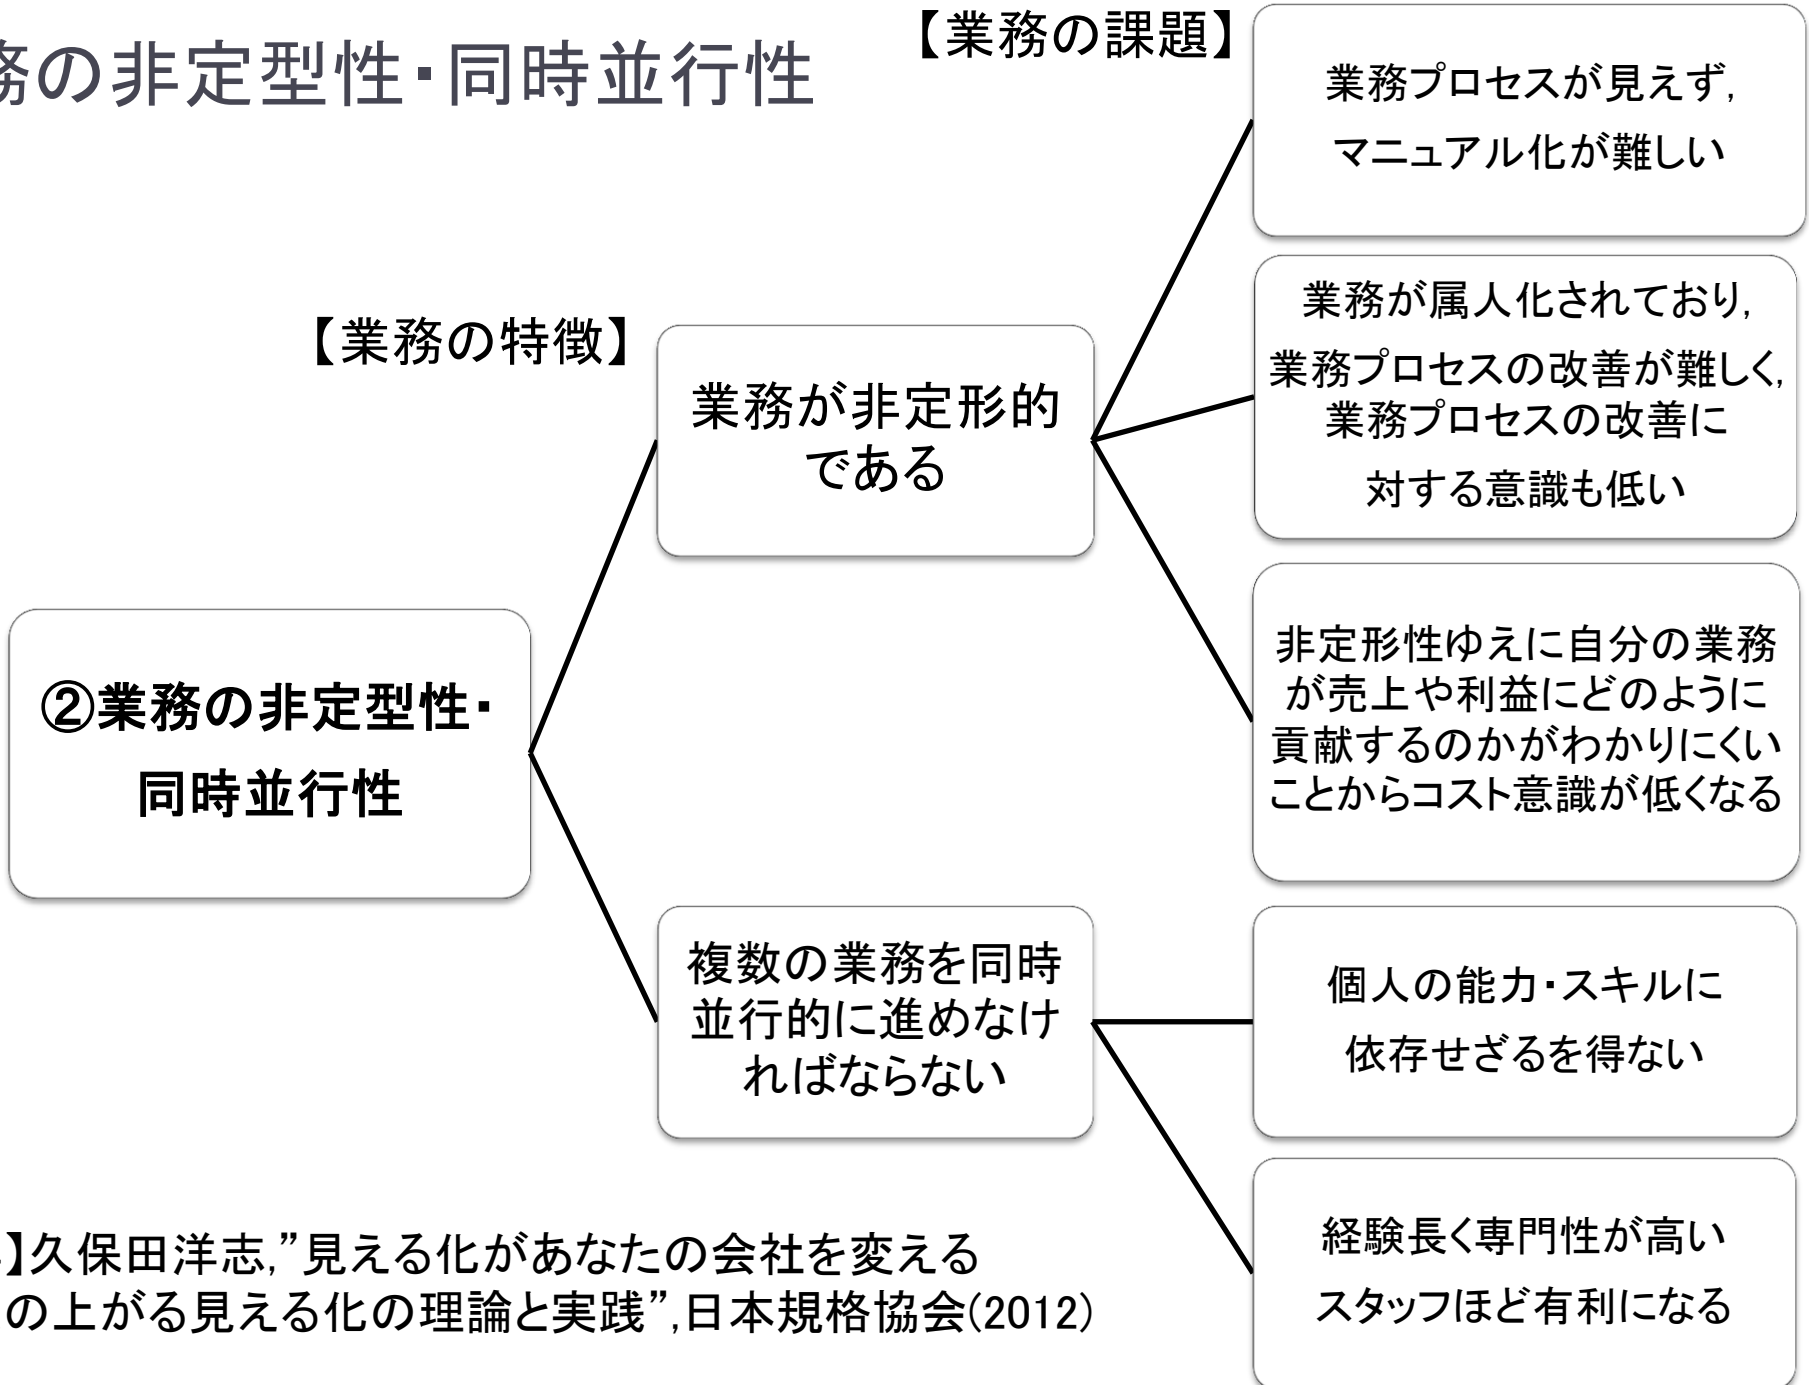 務の非定型性・同時並行性
【業務の課題】
業務プロセスが見えず,
マニュアル化が難しい
業務が属人化されており,
業務プロセスの改善が難しく,
業務プロセスの改善に
対する意識も低い
【業務の特徴】
業務が非定形的
である
非定形性ゆえに自分の業務
が売上や利益にどのように
貢献するのかがわかりにくい
ことからコスト意識が低くなる
②業務の非定型性・
同時並行性
複数の業務を同時
並行的に進めなけ
ればならない
個人の能力・スキルに
依存せざるを得ない
経験長く専門性が高い
スタッフほど有利になる
】久保田洋志,”見える化があなたの会社を変える
の上がる見える化の理論と実践”,日本規格協会(2012)